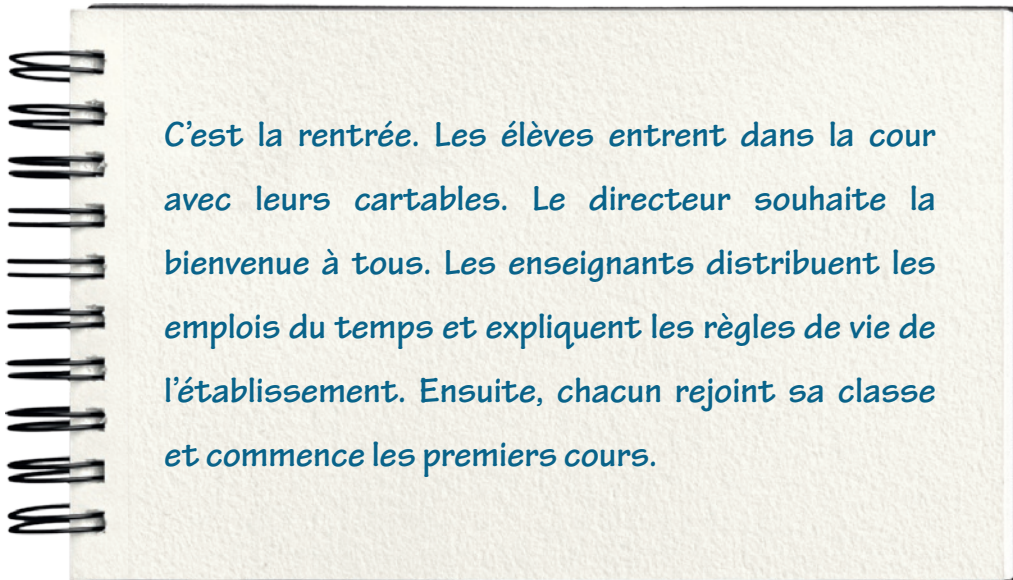 C'est la rentrée. Les élèves entrent dans la cour
avec leurs cartables. Le directeur souhaite la
bienvenue à tous. Les enseignants distribuent les
emplois du temps et expliquent les règles de vie de
l'établissement. Ensuite, chacun rejoint sa classe
et commence les premiers cours.